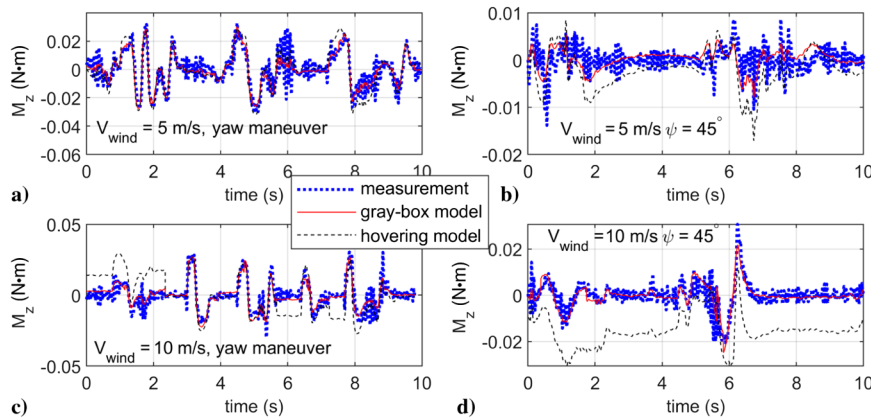 0.02
0
-0.02
-0.04
-0.06
M_z (N•m)
V_wind = 5 m/s, yaw maneuver
0 2 4 6 8 10
time (s)
a)
0.01
0
-0.01
-0.02
M_z (N•m)
V_wind = 5 m/s ψ = 45°
0 2 4 6 8 10
time (s)
b)
measurement
gray-box model
hovering model
0.05
0
-0.05
M_z (N•m)
V_wind = 10 m/s, yaw maneuver
0 2 4 6 8 10
time (s)
c)
0.02
0
-0.02
M_z (N•m)
V_wind = 10 m/s ψ = 45°
0 2 4 6 8 10
time (s)
d)